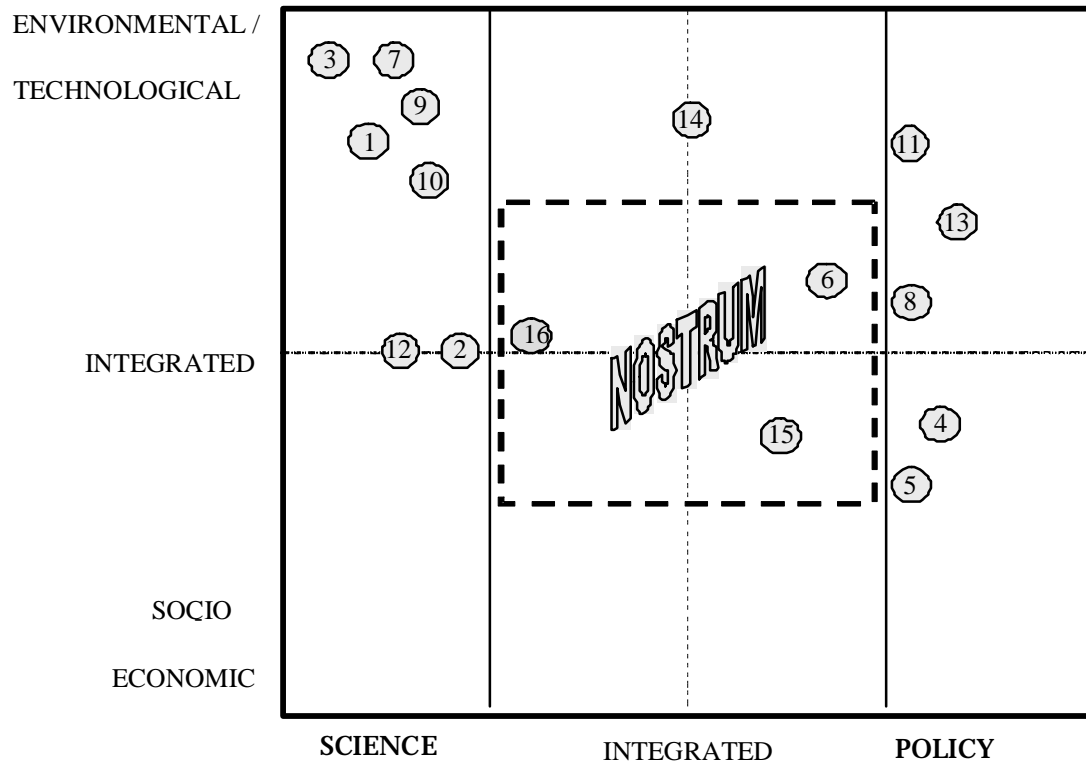 ENVIRONMENTAL /
TECHNOLOGICAL
3
7
9
14
1
11
10
13
6
8
NOSTRUM
16
12
2
INTEGRATED
4
15
5
SOCIO
ECONOMIC
SCIENCE
INTEGRATED
POLICY